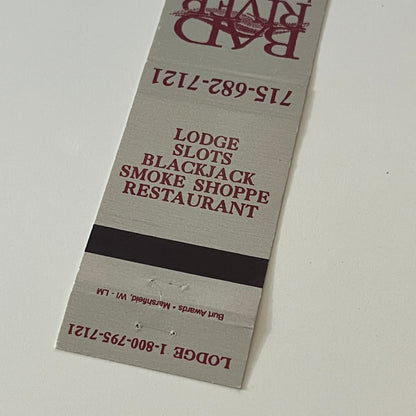 BAD
RIVER
715-682-7121
LODGE
SLOTS
BLACKJACK
SMOKE SHOPPE
RESTAURANT
Burt Awards • Marshfield, WI - LM
LODGE 1-800-795-7121